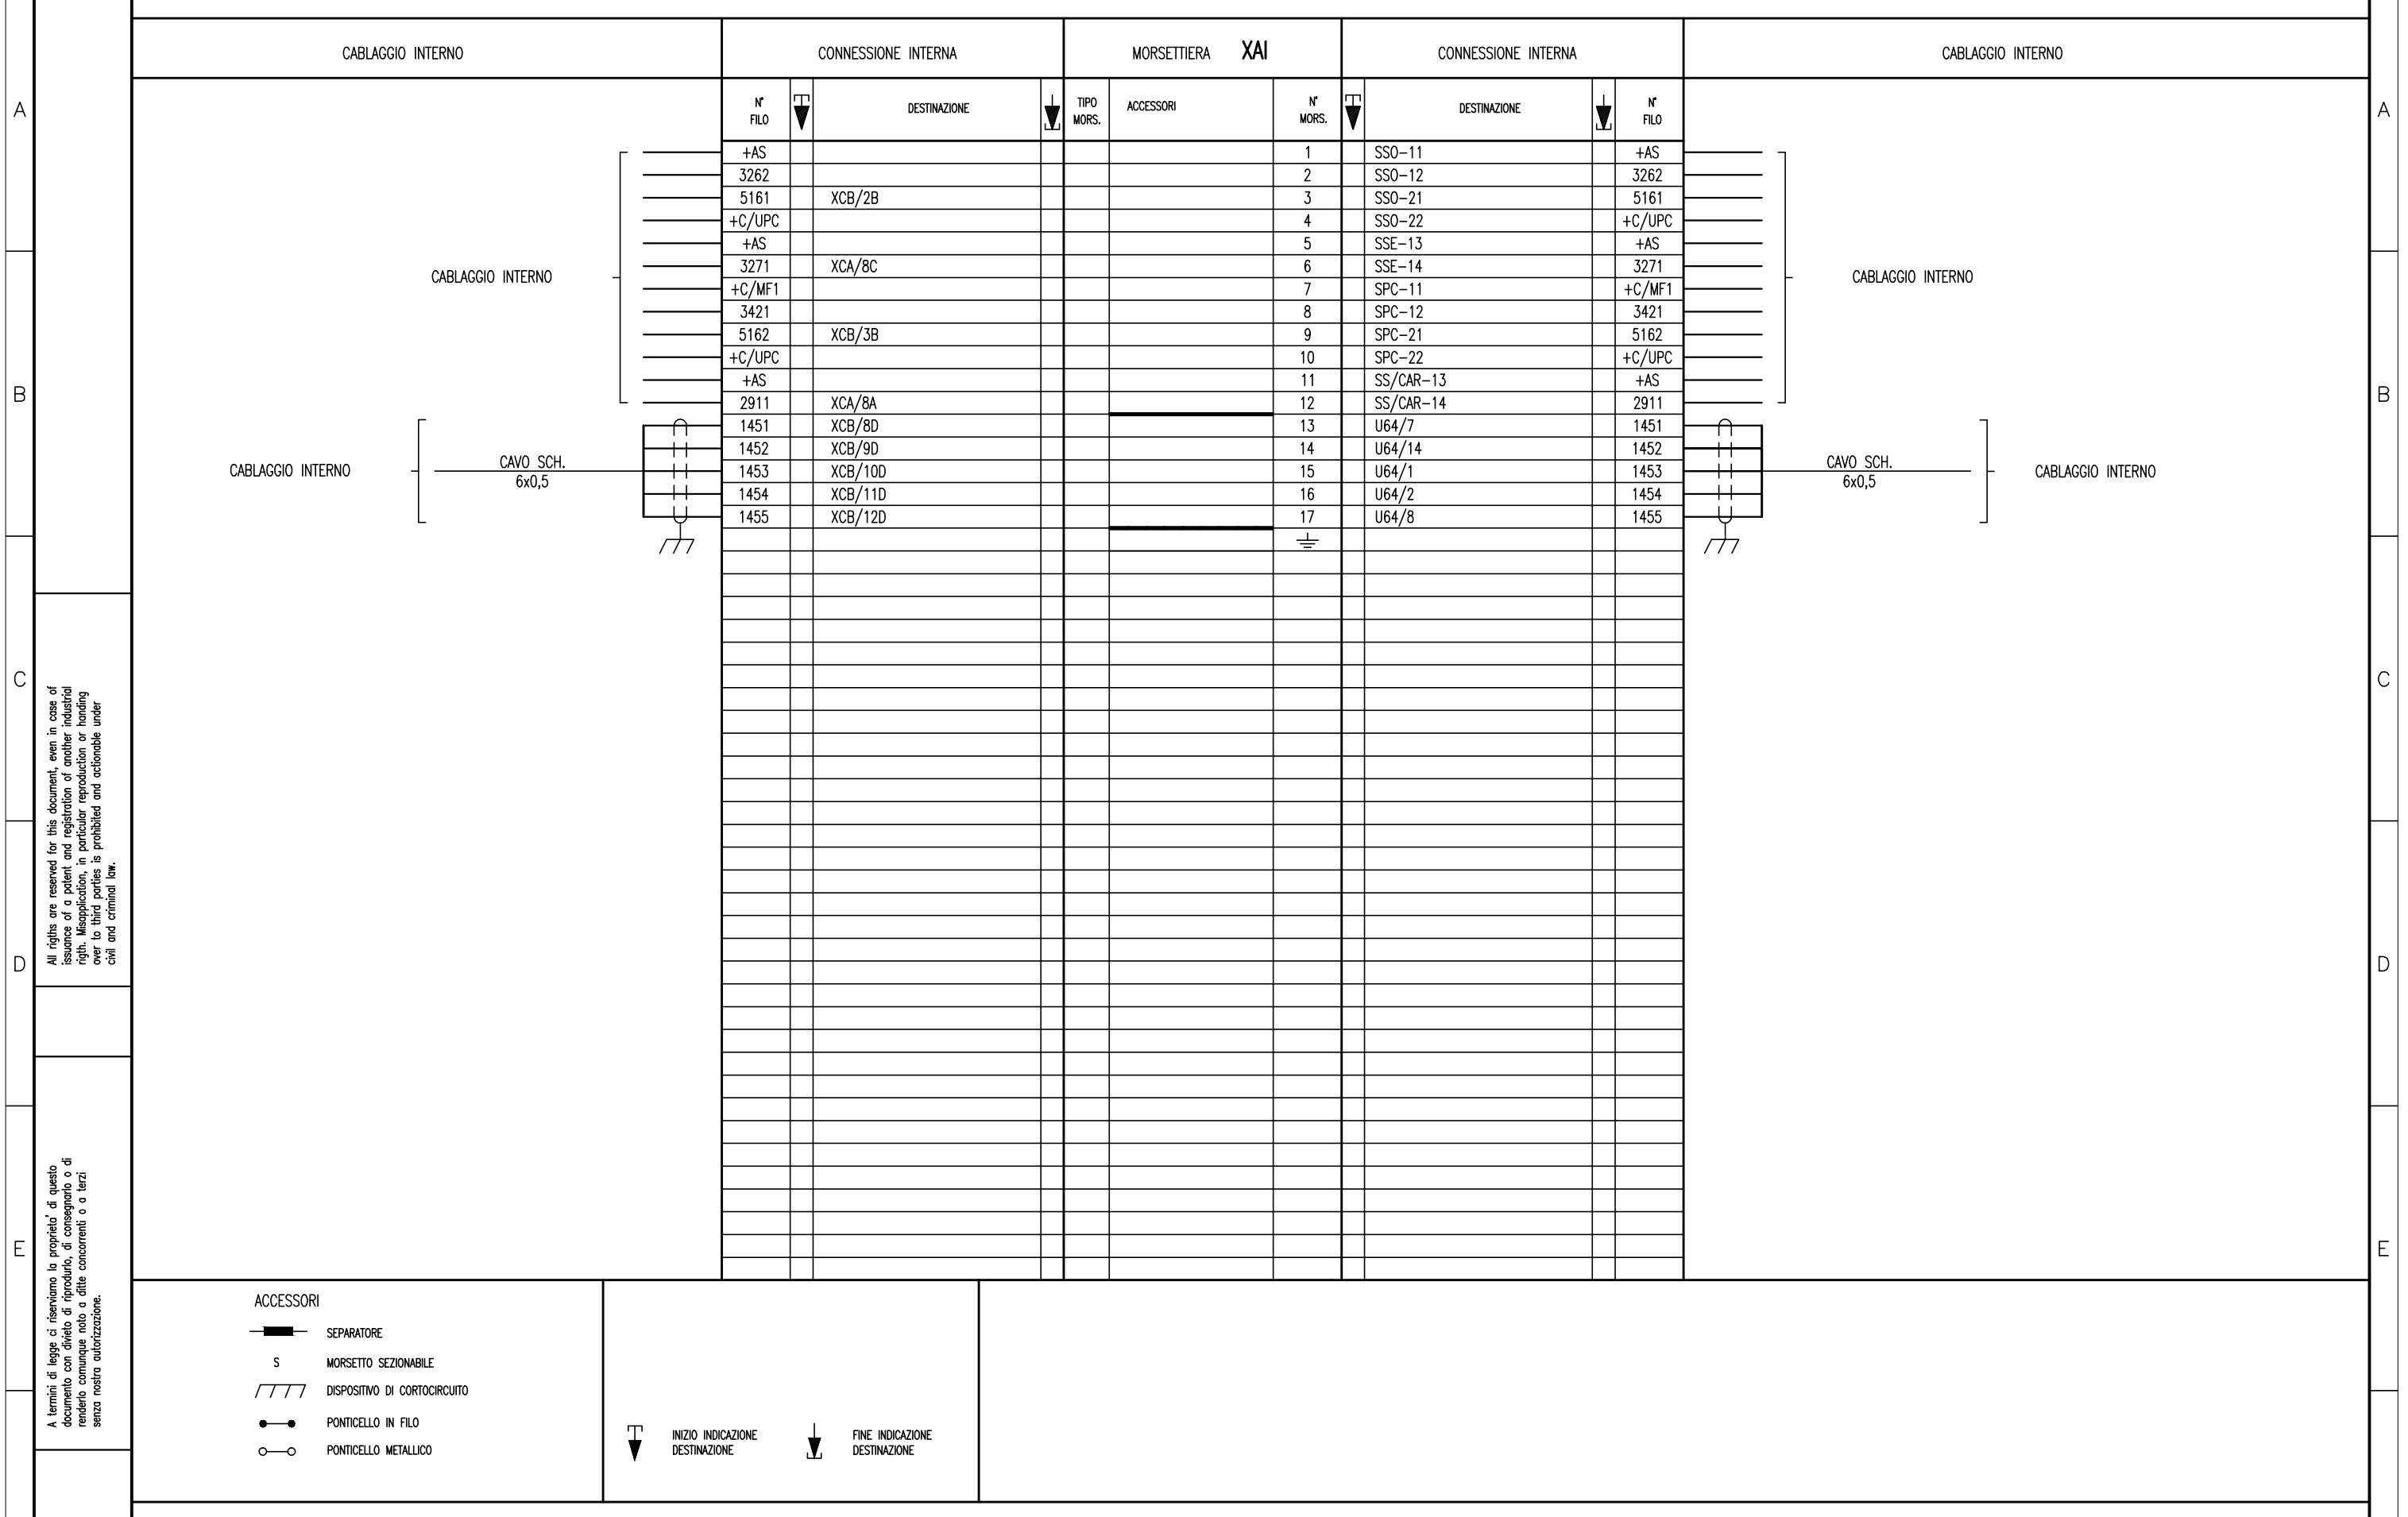 CABLAGGIO INTERNO CONNESSIONE INTERNA MORSETTIERA XAI CONNESSIONE INTERNA CABLAGGIO INTERNO
N° FILO DESTINAZIONE TIPO MORS. ACCESSORI N° MORS. DESTINAZIONE N° FILO
+AS 1 SSO-11 +AS
3262 2 SSO-12 3262
5161 XCB/2B 3 SSO-21 5161
+C/UPC 4 SSO-22 +C/UPC
+AS 5 SSE-13 +AS
3271 XCA/8C 6 SSE-14 3271
CABLAGGIO INTERNO CABLAGGIO INTERNO
+C/MF1 7 SPC-11 +C/MF1
3421 8 SPC-12 3421
5162 XCB/3B 9 SPC-21 5162
+C/UPC 10 SPC-22 +C/UPC
+AS 11 SS/CAR-13 +AS
2911 XCA/8A 12 SS/CAR-14 2911
1451 XCB/8D 13 U64/7 1451
1452 XCB/9D 14 U64/14 1452
CAVO SCH. CAVO SCH.
CABLAGGIO INTERNO 1453 XCB/10D 15 U64/1 1453 CABLAGGIO INTERNO
6x0,5 6x0,5
1454 XCB/11D 16 U64/2 1454
1455 XCB/12D 17 U64/8 1455
A A
B B
C C
D D
E E
All rigths are reserved for this document, even in case of
issuance of a patent and registration of another industrial
rigth. Misapplication, in particular reproduction or handing
over to third parties is prohibited and actionable under
civil and criminal law.
A termini di legge ci riserviamo la proprieta' di questo
documento con divieto di riprodurlo, di consegnarlo o di
renderlo comunque noto a ditte concorrenti o a terzi
senza nostra autorizzazione.
ACCESSORI
SEPARATORE
S MORSETTO SEZIONABILE
DISPOSITIVO DI CORTOCIRCUITO
PONTICELLO IN FILO
PONTICELLO METALLICO
INIZIO INDICAZIONE
DESTINAZIONE
FINE INDICAZIONE
DESTINAZIONE